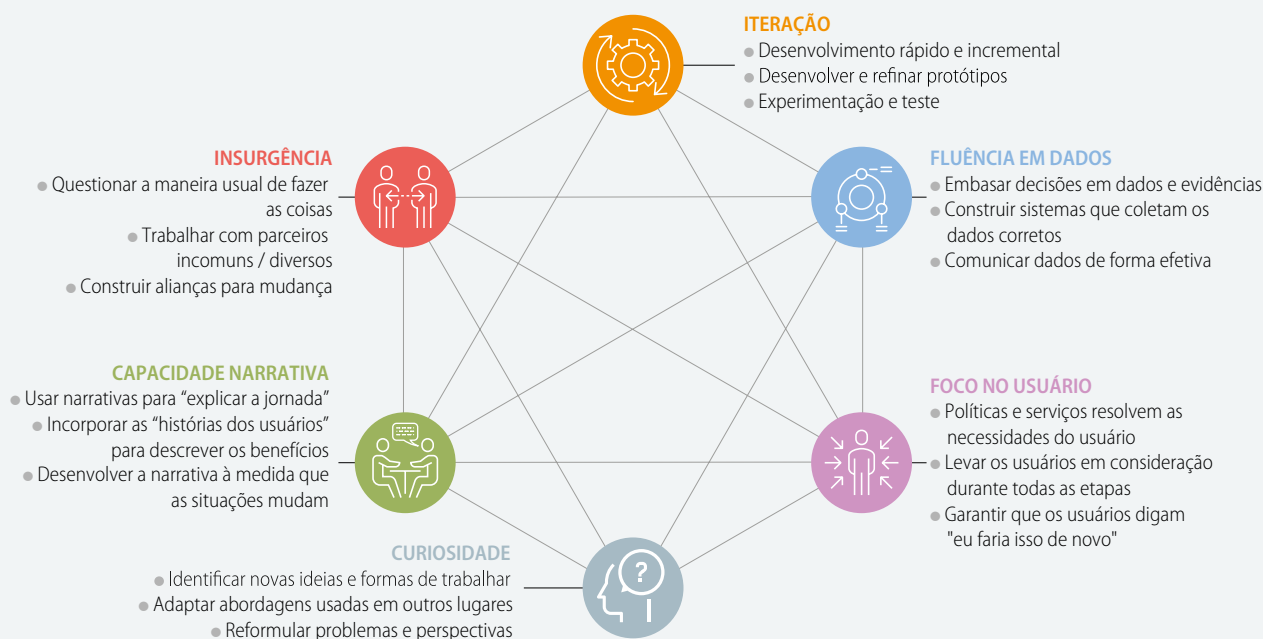 ITERAÇÃO
● Desenvolvimento rápido e incremental
● Desenvolver e refinar protótipos
● Experimentação e teste
INSURGÊNCIA
● Questionar a maneira usual de fazer
as coisas
● Trabalhar com parceiros
incomuns / diversos
● Construir alianças para mudança
FLUÊNCIA EM DADOS
● Embasar decisões em dados e evidências
● Construir sistemas que coletam os
dados corretos
● Comunicar dados de forma efetiva
CAPACIDADE NARRATIVA
● Usar narrativas para “explicar a jornada”
● Incorporar as “histórias dos usuários”
para descrever os benefícios
● Desenvolver a narrativa à medida que
as situações mudam
FOCO NO USUÁRIO
● Políticas e serviços resolvem as
necessidades do usuário
● Levar os usuários em consideração
durante todas as etapas
● Garantir que os usuários digam
"eu faria isso de novo"
CURIOSIDADE
● Identificar novas ideias e formas de trabalhar
● Adaptar abordagens usadas em outros lugares
● Reformular problemas e perspectivas
?